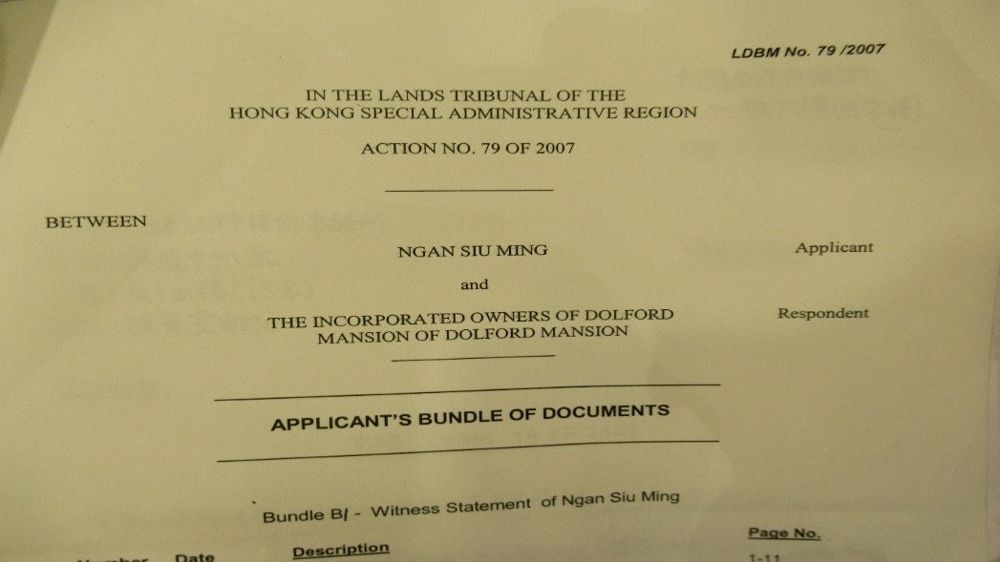 LDBM No. 79 /2007
IN THE LANDS TRIBUNAL OF THE
HONG KONG SPECIAL ADMINISTRATIVE REGION
ACTION NO. 79 OF 2007
BETWEEN
NGAN SIU MING Applicant
and
THE INCORPORATED OWNERS OF DOLFORD Respondent
MANSION OF DOLFORD MANSION
APPLICANT'S BUNDLE OF DOCUMENTS
Bundle B1 - Witness Statement of Ngan Siu Ming
Number Date Description Page No.
1-11